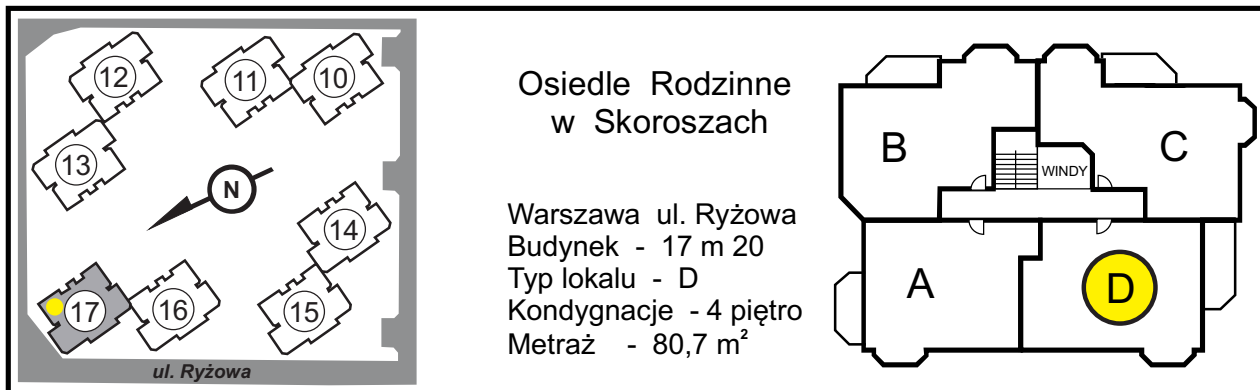 12
11
10
13
N
14
17
16
15
ul. Ryżowa
Osiedle Rodzinne
w Skoroszach
Warszawa ul. Ryżowa
Budynek - 17 m 20
Typ lokalu - D
Kondygnacje - 4 piętro
Metraż - 80,7 m²
B
C
WINDY
A
D